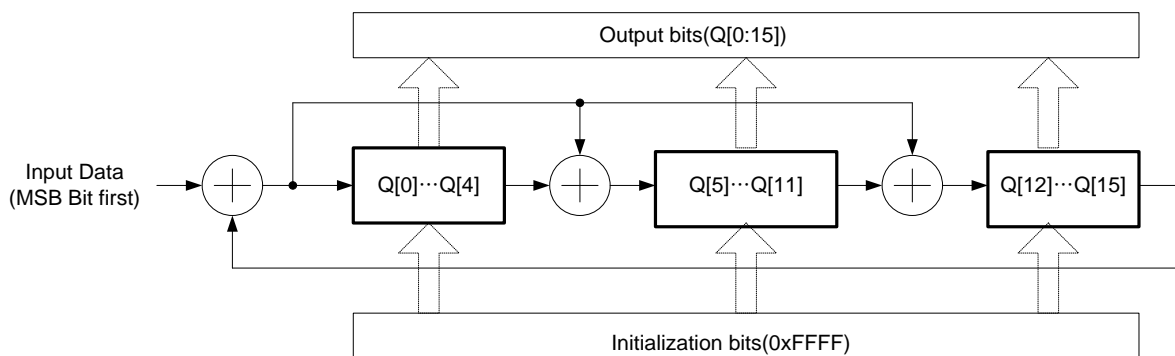 Output bits(Q[0:15])
Input Data
(MSB Bit first)
Q[0]⋯Q[4]
Q[5]⋯Q[11]
Q[12]⋯Q[15]
Initialization bits(0xFFFF)